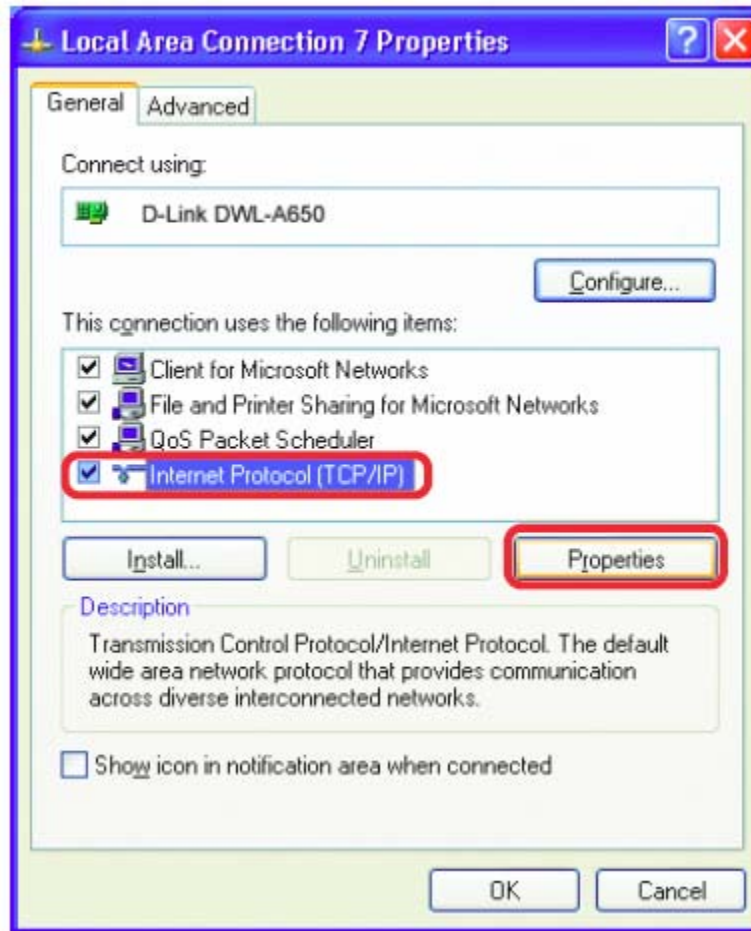 Local Area Connection 7 Properties
General
Advanced
Connect using:
D-Link DWL-A650
Configure...
This connection uses the following items:
Client for Microsoft Networks
File and Printer Sharing for Microsoft Networks
QoS Packet Scheduler
Internet Protocol (TCP/IP)
Install...
Uninstall
Properties
Description
Transmission Control Protocol/Internet Protocol. The default
wide area network protocol that provides communication
across diverse interconnected networks.
Show icon in notification area when connected
OK
Cancel